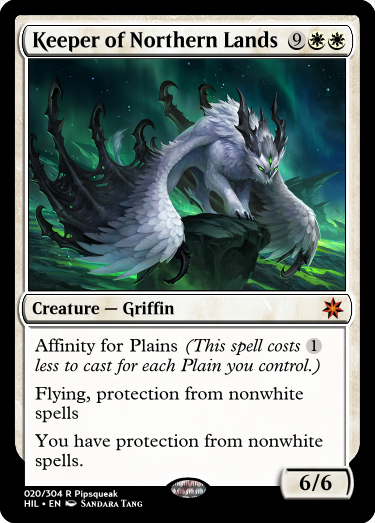 Keeper of Northern Lands 9
Creature — Griffin
Affinity for Plains (This spell costs 1
less to cast for each Plain you control.)
Flying, protection from nonwhite
spells
You have protection from nonwhite
spells.
6/6
020/304 R Pipsqueak
HIL • EN Sandara Tang